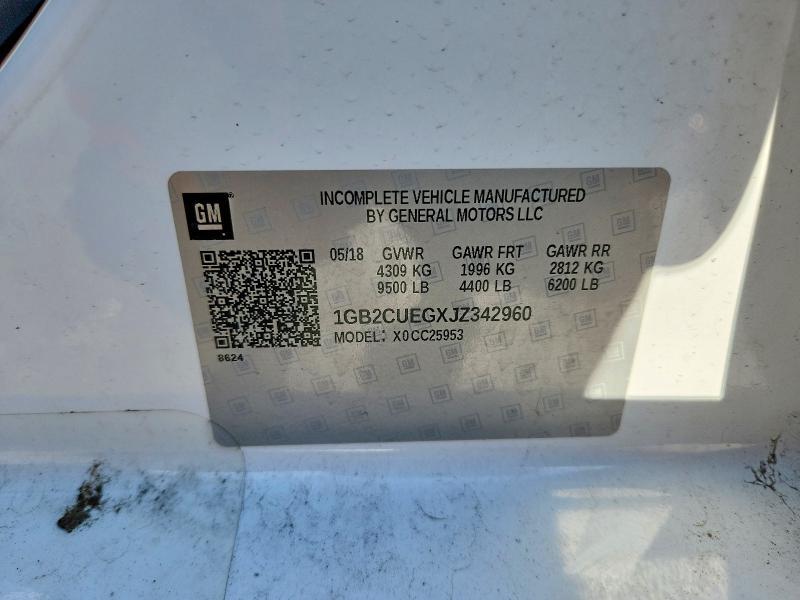 GM
INCOMPLETE VEHICLE MANUFACTURED
BY GENERAL MOTORS LLC
05/18 GVWR GAWR FRT GAWR RR
4309 KG 1996 KG 2812 KG
9500 LB 4400 LB 6200 LB
1GB2CUEGXJZ342960
MODEL: X0CC25953
8624